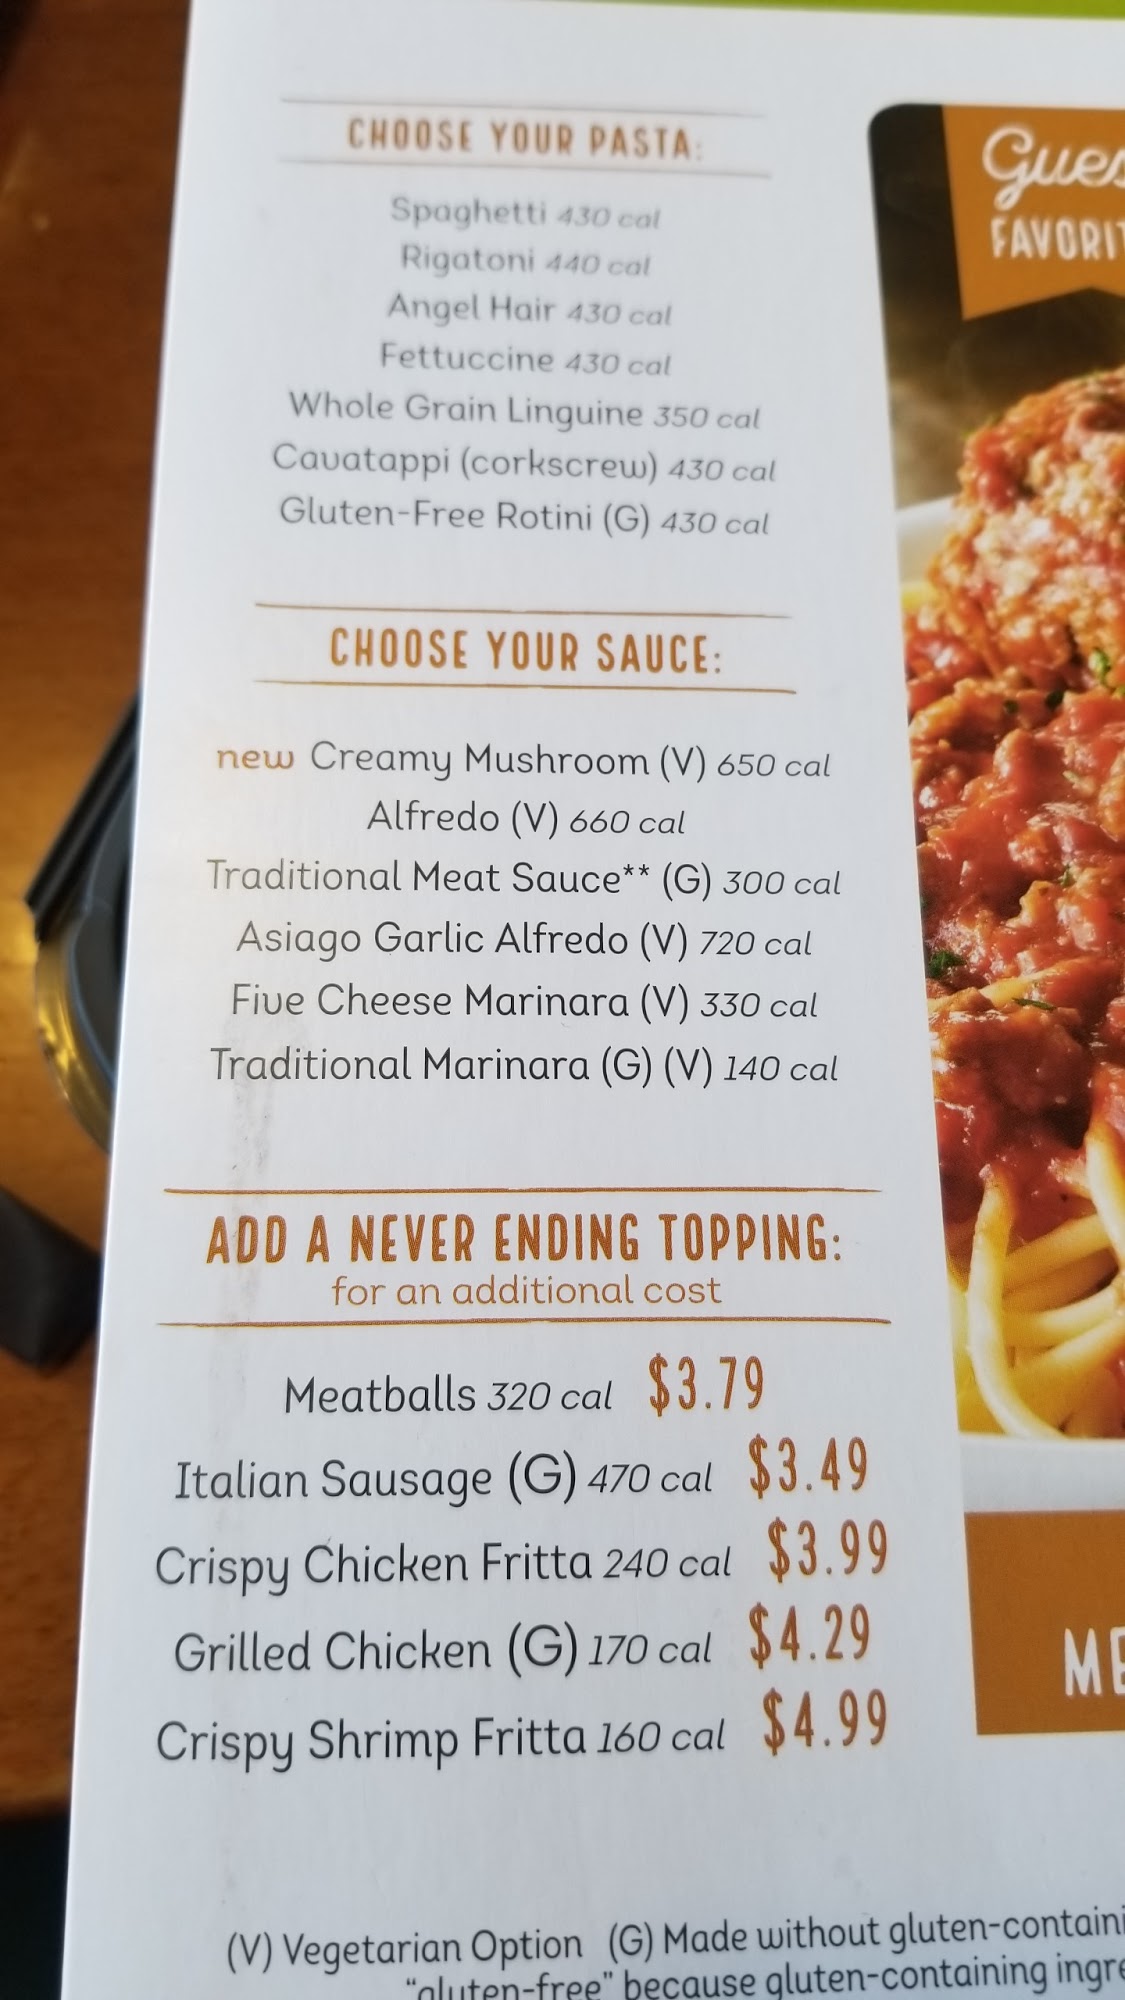 CHOOSE YOUR PASTA:
Spaghetti 430 cal
Rigatoni 440 cal
Angel Hair 430 cal
Fettuccine 430 cal
Whole Grain Linguine 350 cal
Cavatappi (corkscrew) 430 cal
Gluten-Free Rotini (G) 430 cal
CHOOSE YOUR SAUCE:
new Creamy Mushroom (V) 650 cal
Alfredo (V) 660 cal
Traditional Meat Sauce** (G) 300 cal
Asiago Garlic Alfredo (V) 720 cal
Five Cheese Marinara (V) 330 cal
Traditional Marinara (G) (V) 140 cal
ADD A NEVER ENDING TOPPING:
for an additional cost
Meatballs 320 cal $3.79
Italian Sausage (G) 470 cal $3.49
Crispy Chicken Fritta 240 cal $3.99
Grilled Chicken (G) 170 cal $4.29
Crispy Shrimp Fritta 160 cal $4.99
(V) Vegetarian Option (G) Made without gluten-containi
"gluten-free" because gluten-containing ingre
Gues
FAVORIT
ME